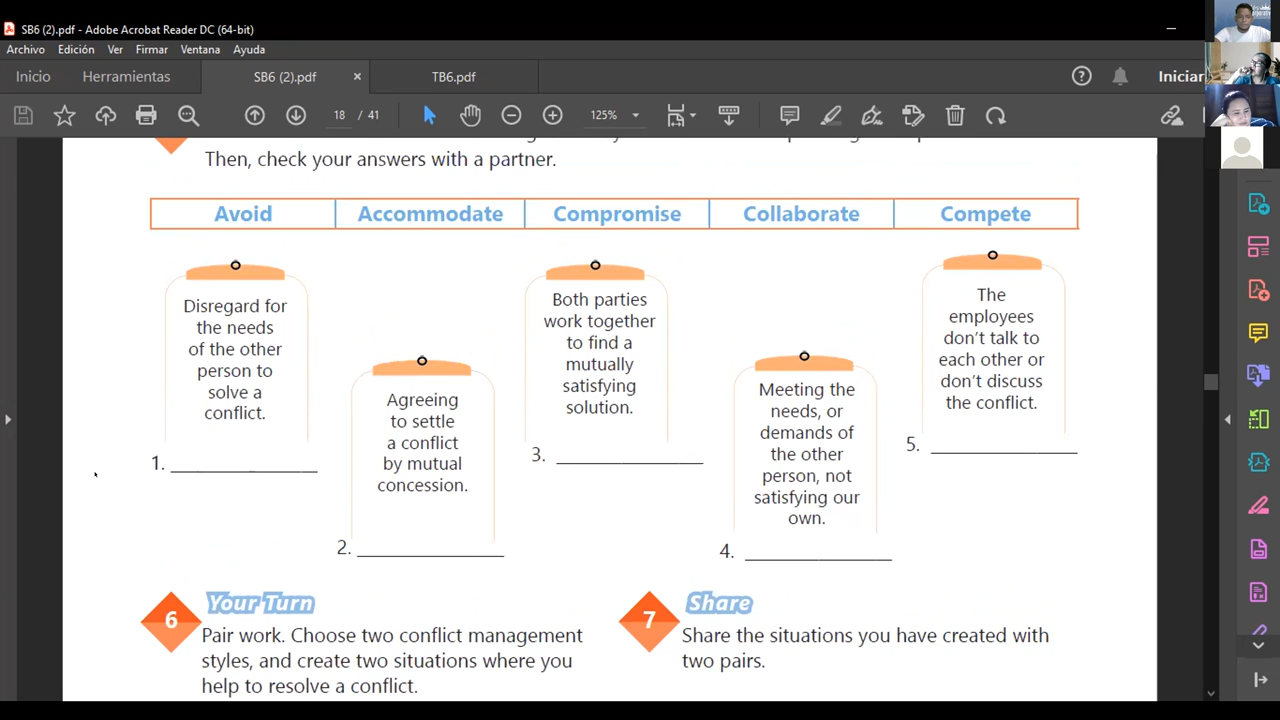 SB6 (2).pdf - Adobe Acrobat Reader DC (64-bit)
Archivo Edición Ver Firmar Ventana Ayuda
Inicio Herramientas SB6 (2).pdf × TB6.pdf Iniciar
18 / 41 125%
Then, check your answers with a partner.
Avoid Accommodate Compromise Collaborate Compete
Disregard for
the needs
of the other
person to
solve a
conflict.
1. ____________
Agreeing
to settle
a conflict
by mutual
concession.
2. ____________
Both parties
work together
to find a
mutually
satisfying
solution.
3. ____________
Meeting the
needs, or
demands of
the other
person, not
satisfying our
own.
4. ____________
The
employees
don't talk to
each other or
don't discuss
the conflict.
5. ____________
6 Your Turn
Pair work. Choose two conflict management
styles, and create two situations where you
help to resolve a conflict.
7 Share
Share the situations you have created with
two pairs.